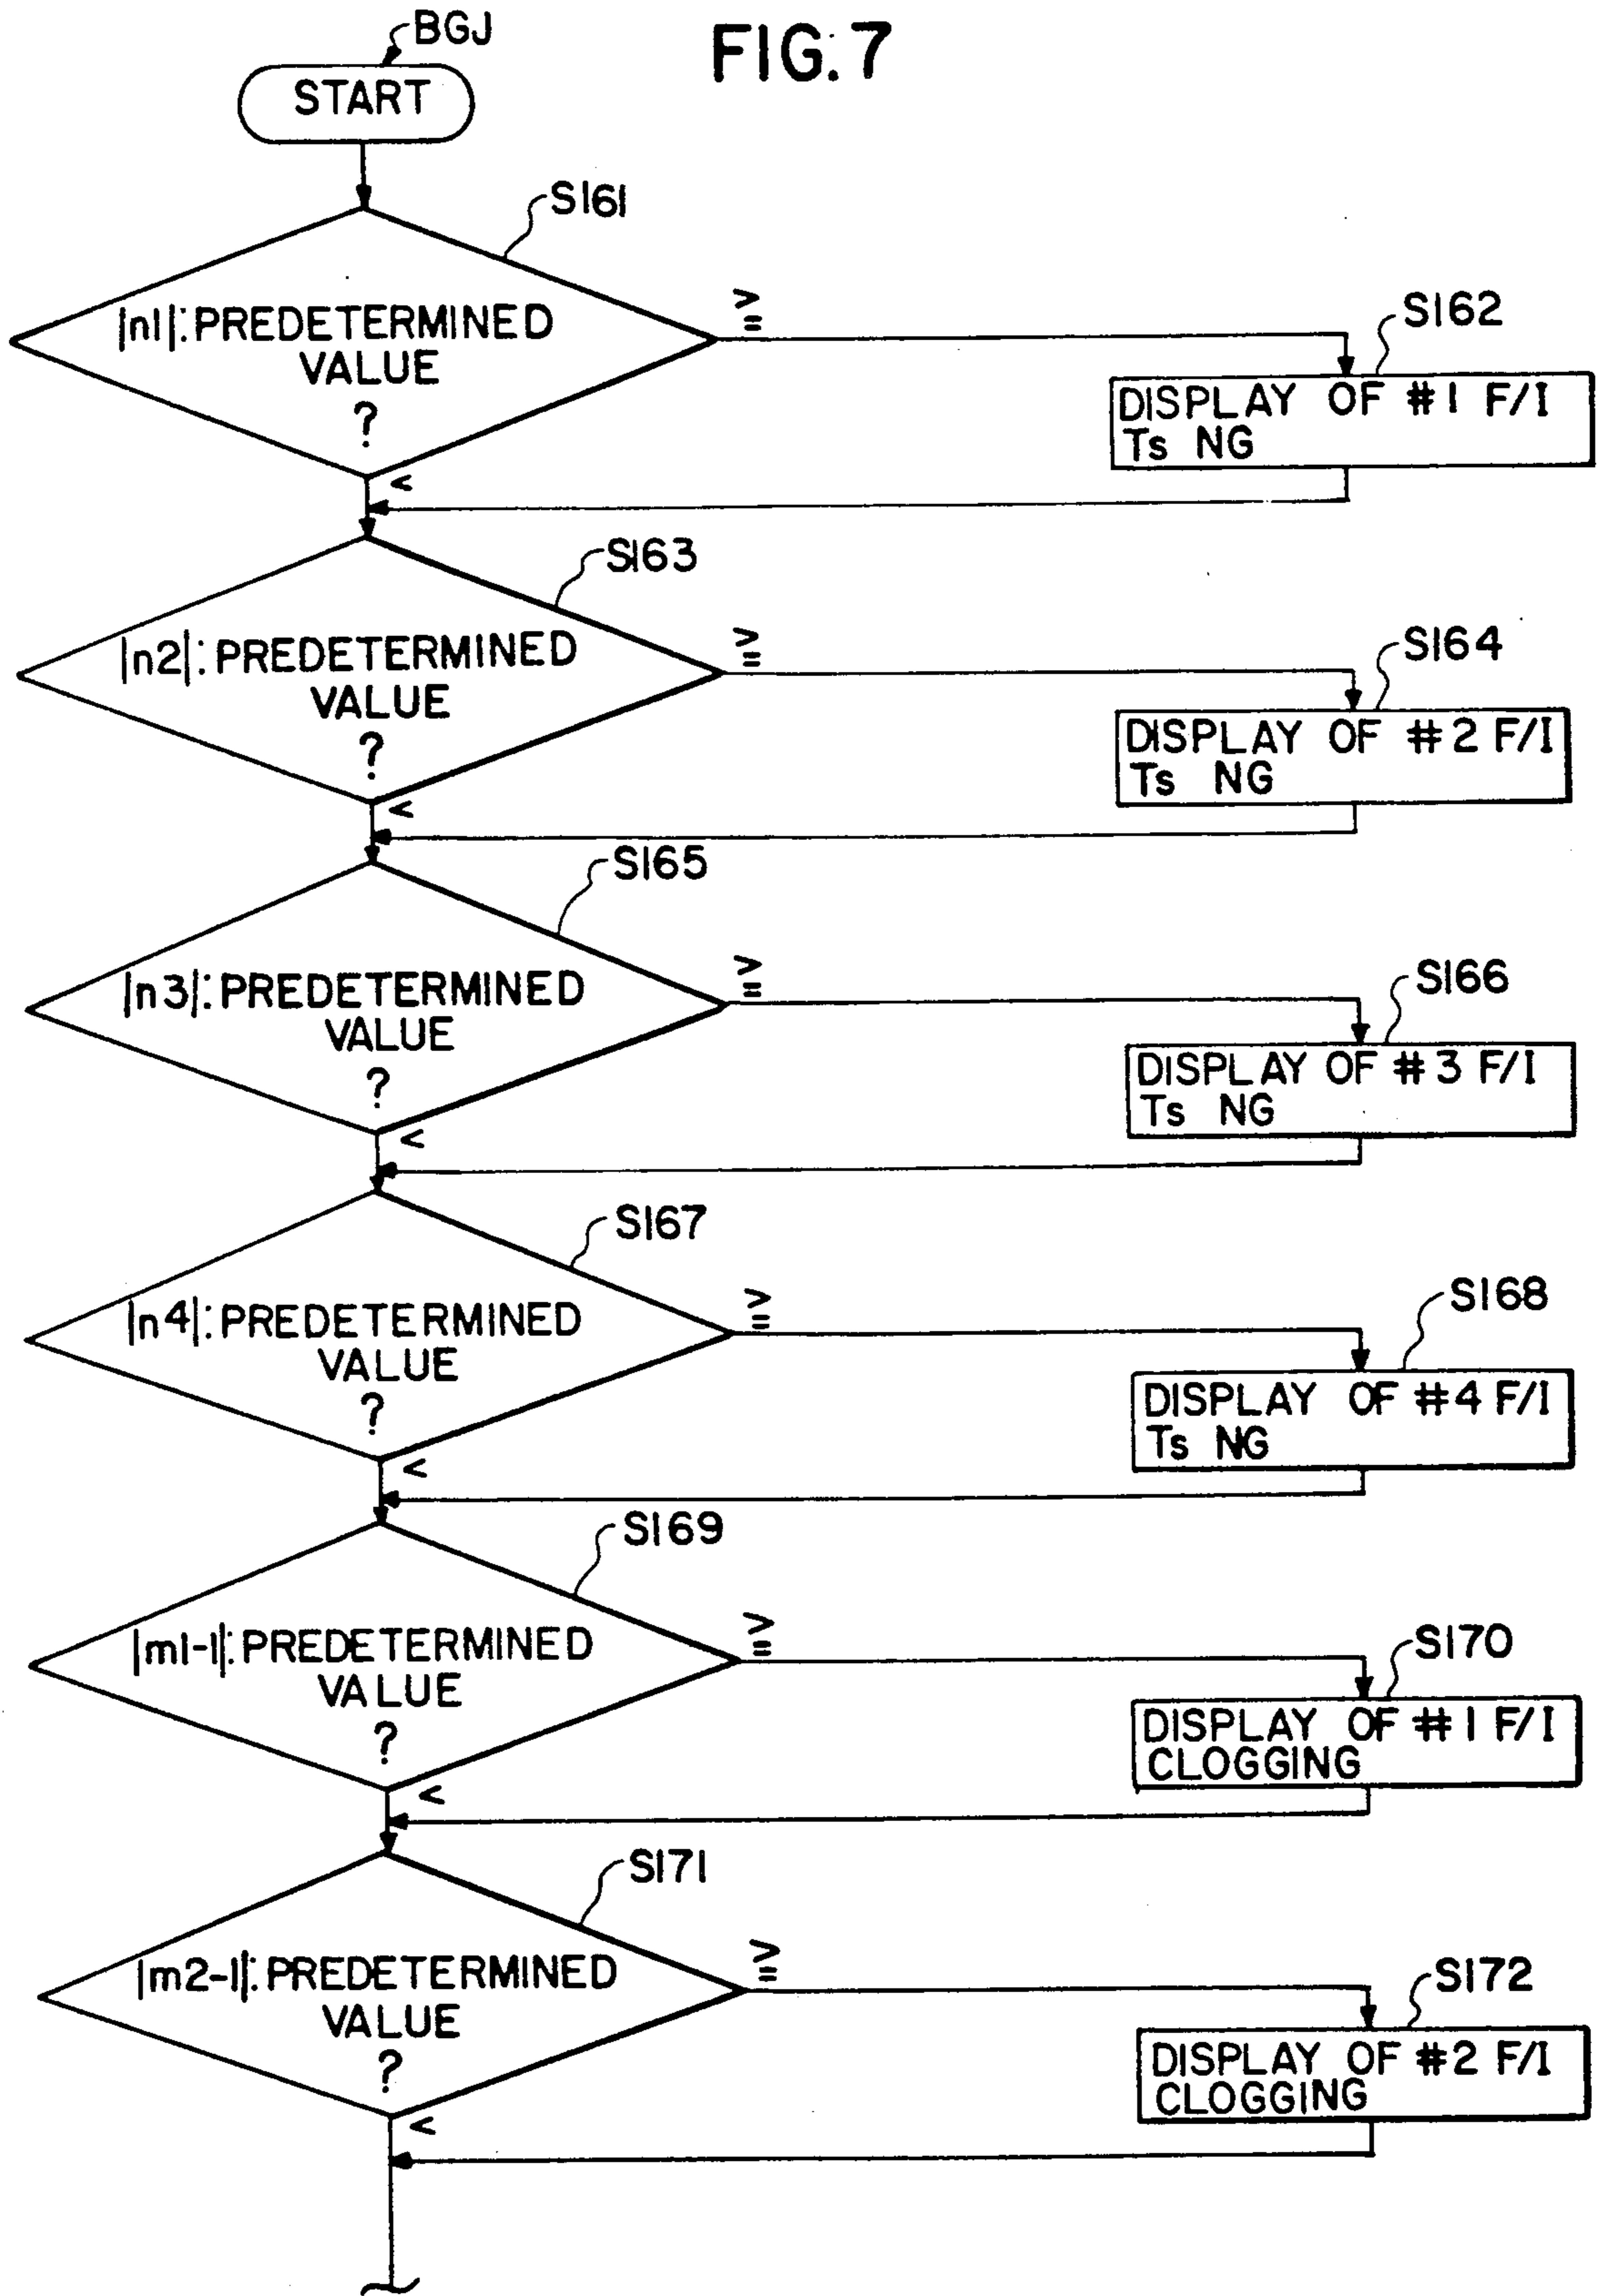 BGJ
FIG. 7
START
S161
|n1|: PREDETERMINED
VALUE
?
≧
<
S162
DISPLAY OF #1 F/I
Ts NG
S163
|n2|: PREDETERMINED
VALUE
?
≧
<
S164
DISPLAY OF #2 F/I
Ts NG
S165
|n3|: PREDETERMINED
VALUE
?
≧
<
S166
DISPLAY OF #3 F/I
Ts NG
S167
|n4|: PREDETERMINED
VALUE
?
≧
<
S168
DISPLAY OF #4 F/I
Ts NG
S169
|m1-1|: PREDETERMINED
VALUE
?
≧
<
S170
DISPLAY OF #1 F/I
CLOGGING
S171
|m2-1|: PREDETERMINED
VALUE
?
≧
<
S172
DISPLAY OF #2 F/I
CLOGGING